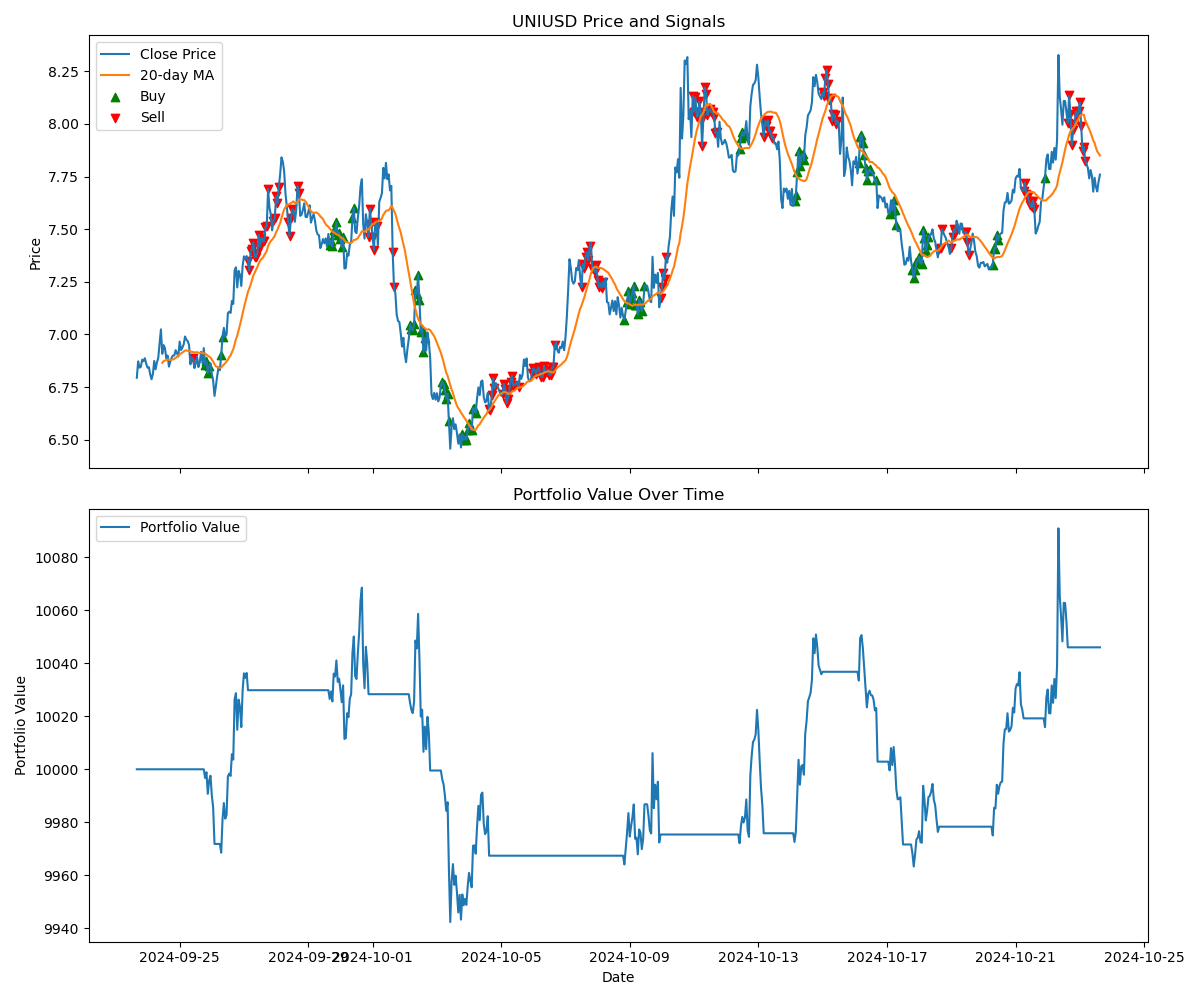 UNIUSD Price and Signals
Close Price
20-day MA
Buy
Sell
Price
8.25
8.00
7.75
7.50
7.25
7.00
6.75
6.50
Portfolio Value Over Time
Portfolio Value
Portfolio Value
10080
10060
10040
10020
10000
9980
9960
9940
2024-09-25
2024-09-29
2024-10-01
2024-10-05
2024-10-09
2024-10-13
2024-10-17
2024-10-21
2024-10-25
Date